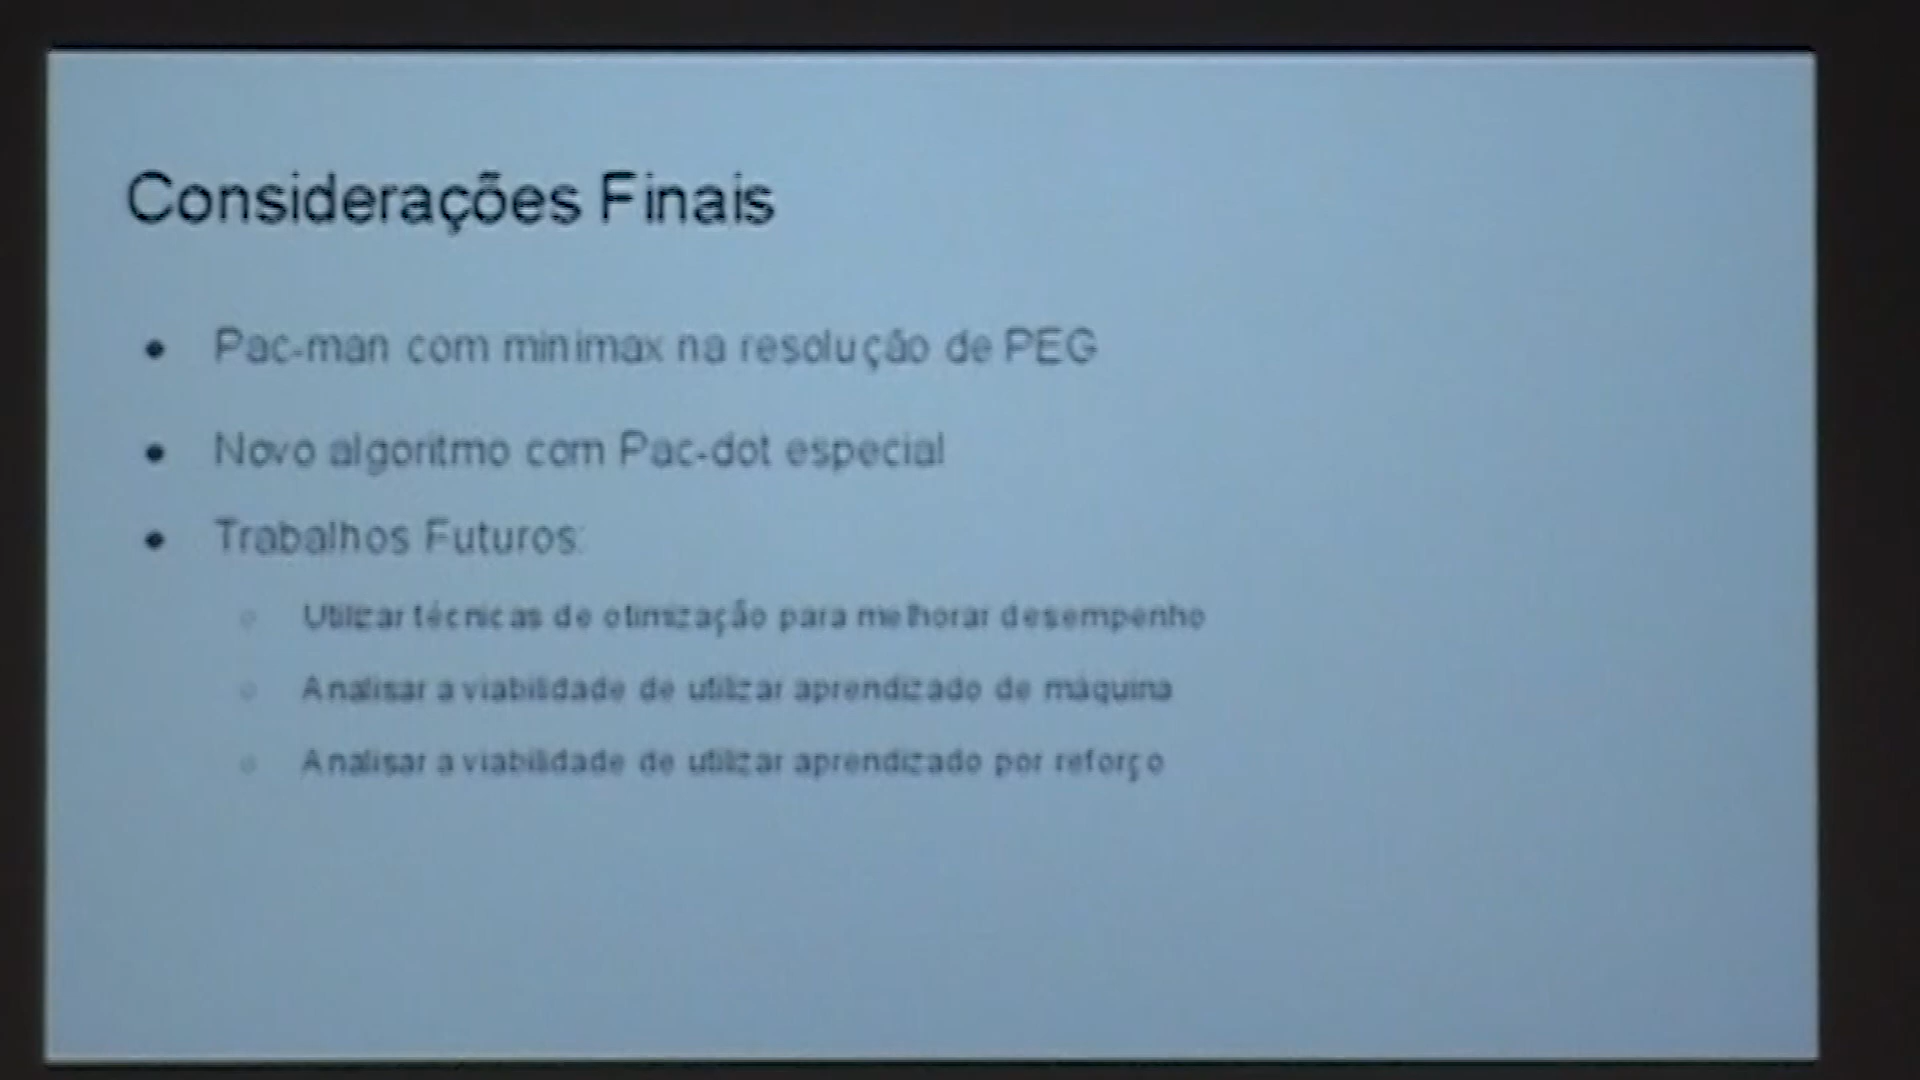 Considerações Finais
Pac-man com minimax na resolução de PEG
Novo algoritmo com Pac-dot especial
Trabalhos Futuros:
Utilizar técnicas de otimização para melhorar desempenho
Analisar a viabilidade de utilizar aprendizado de máquina
Analisar a viabilidade de utilizar aprendizado por reforço